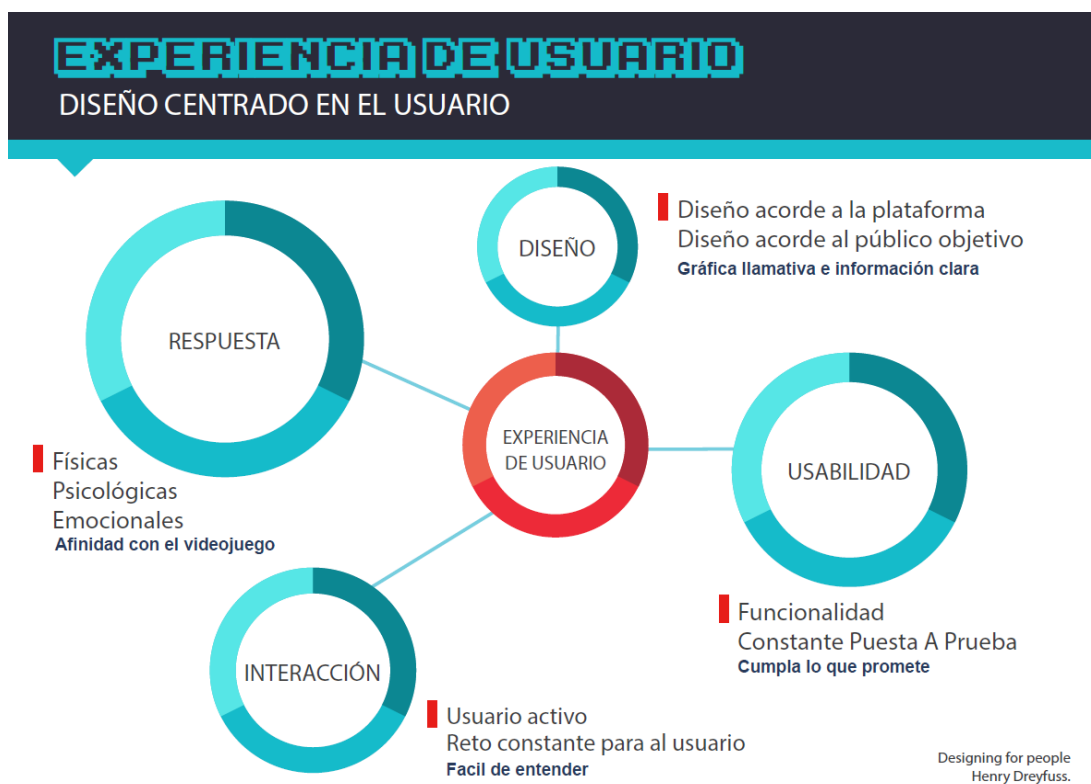 EXPERIENCIA DE USUARIO
DISEÑO CENTRADO EN EL USUARIO
DISEÑO
Diseño acorde a la plataforma
Diseño acorde al público objetivo
Gráfica llamativa e información clara
RESPUESTA
Físicas
Psicológicas
Emocionales
Afinidad con el videojuego
EXPERIENCIA
DE USUARIO
USABILIDAD
Funcionalidad
Constante Puesta A Prueba
Cumpla lo que promete
INTERACCIÓN
Usuario activo
Reto constante para al usuario
Facil de entender
Designing for people
Henry Dreyfuss.